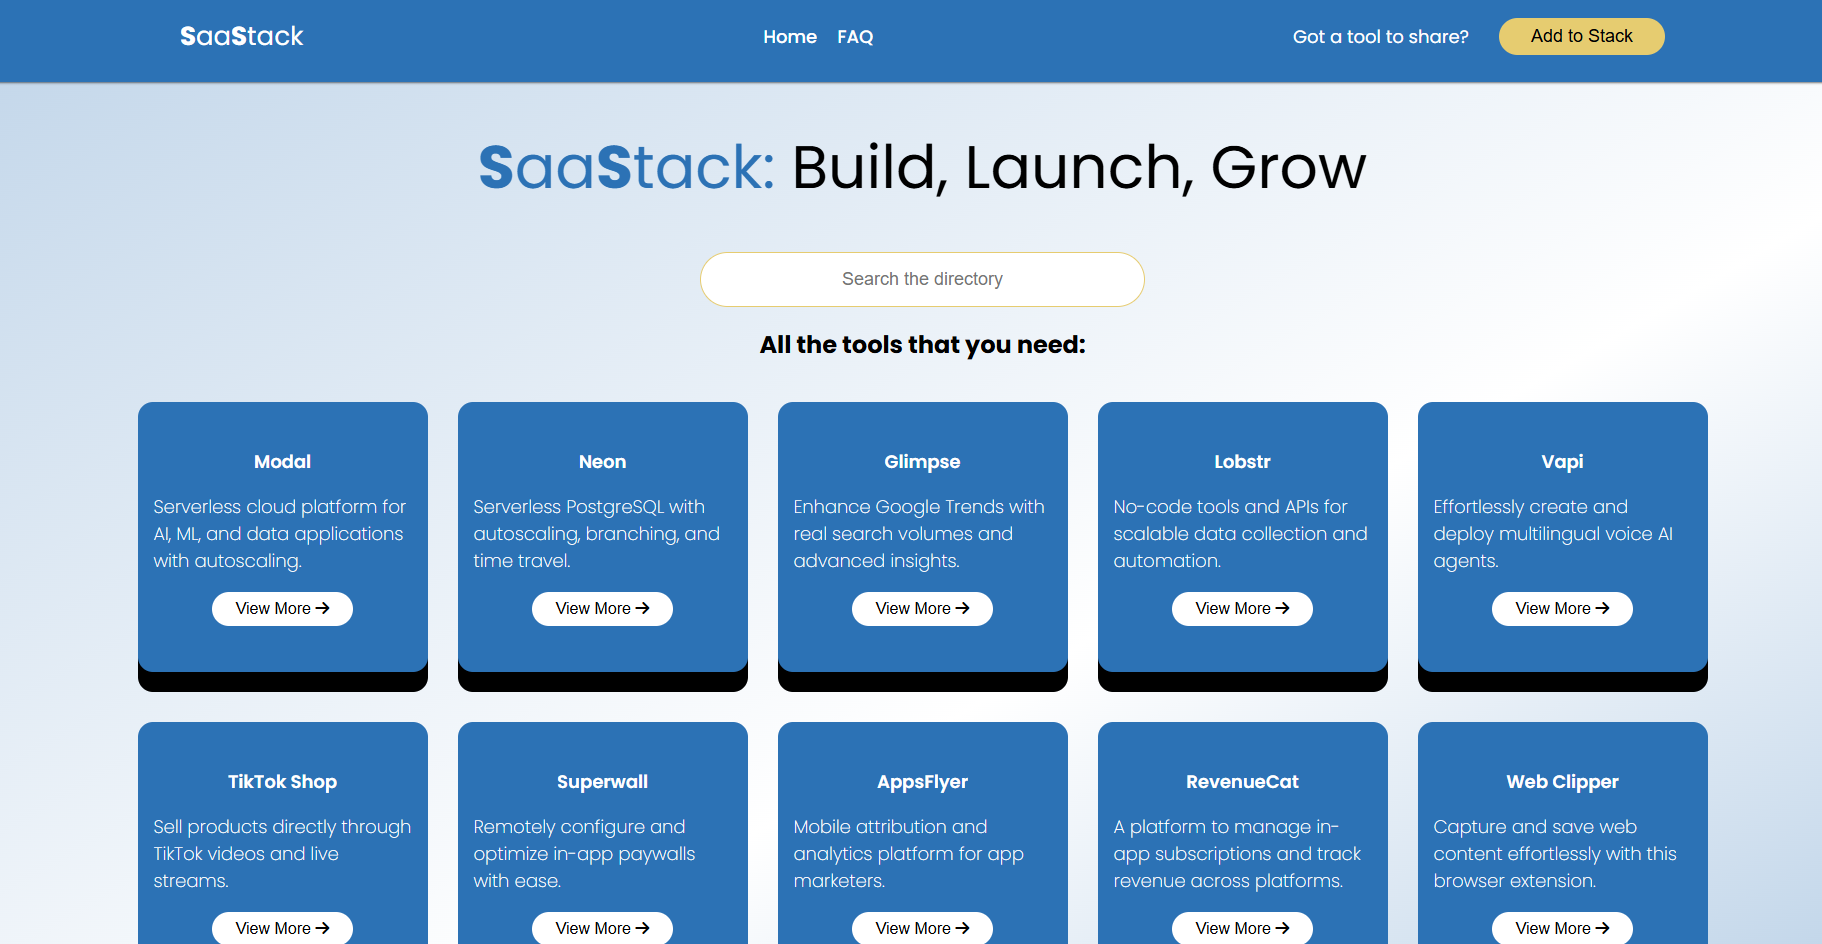 SaaStack
Home FAQ
Got a tool to share? Add to Stack
SaaStack: Build, Launch, Grow
Search the directory
All the tools that you need:
Modal
Serverless cloud platform for
AI, ML, and data applications
with autoscaling.
View More →
Neon
Serverless PostgreSQL with
autoscaling, branching, and
time travel.
View More →
Glimpse
Enhance Google Trends with
real search volumes and
advanced insights.
View More →
Lobstr
No-code tools and APIs for
scalable data collection and
automation.
View More →
Vapi
Effortlessly create and
deploy multilingual voice AI
agents.
View More →
TikTok Shop
Sell products directly through
TikTok videos and live
streams.
View More →
Superwall
Remotely configure and
optimize in-app paywalls
with ease.
View More →
AppsFlyer
Mobile attribution and
analytics platform for app
marketers.
View More →
RevenueCat
A platform to manage in-
app subscriptions and track
revenue across platforms.
View More →
Web Clipper
Capture and save web
content effortlessly with this
browser extension.
View More →